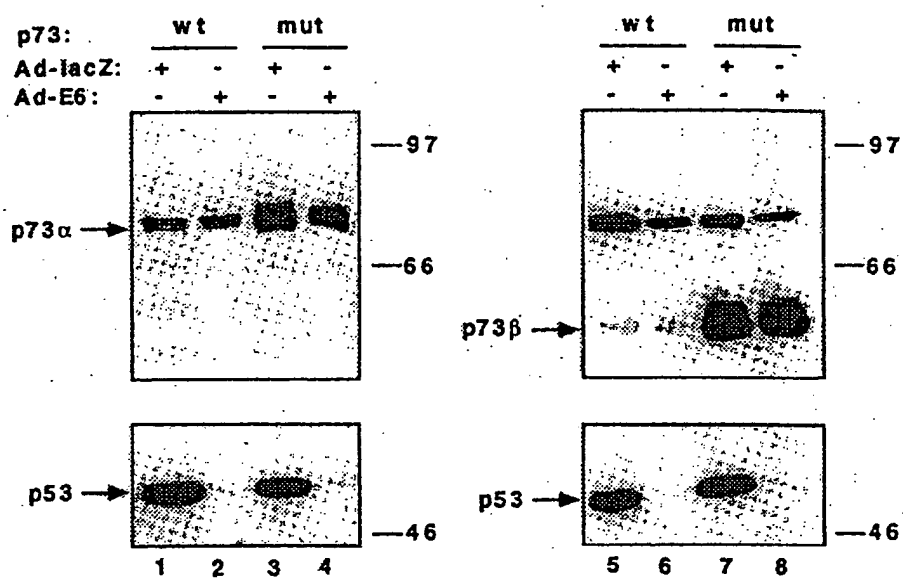 p73: wt mut wt mut
Ad-lacZ: + - + - + - + -
Ad-E6: - + - + - + - +
97 97
p73α
66 66
p73β
p53 p53
46 46
1 2 3 4 5 6 7 8